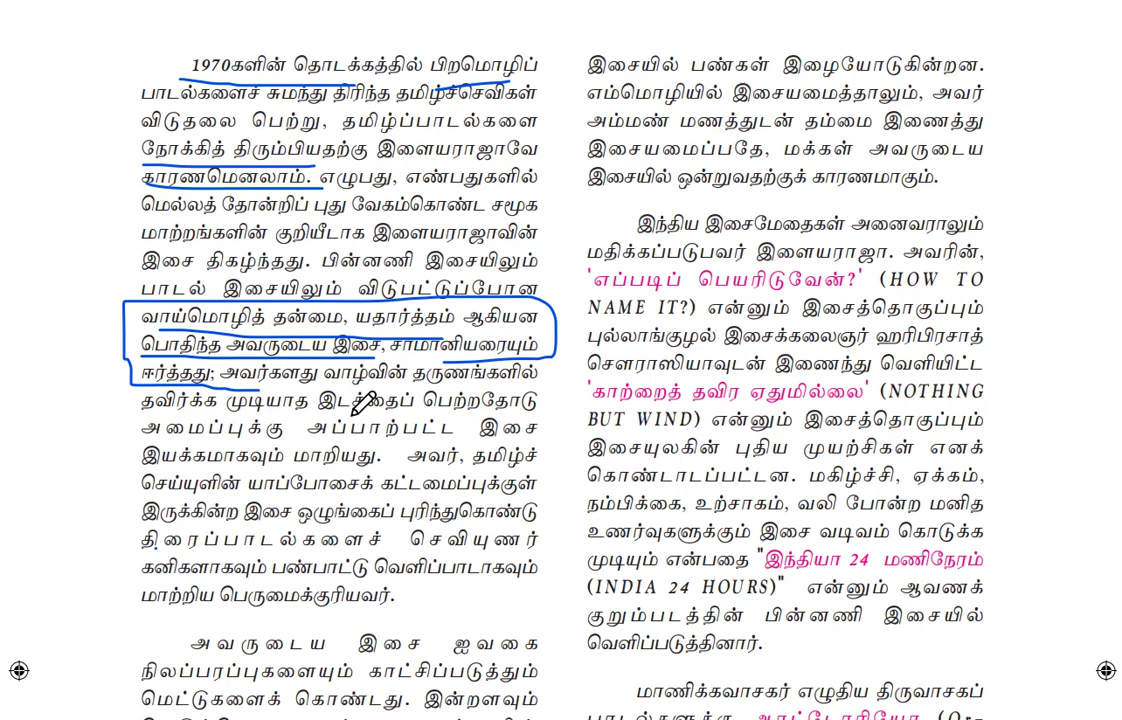 1970களின் தொடக்கத்தில் பிறமொழிப்
பாடல்களைச் சுமந்து திரிந்த தமிழ்ச்செவிகள்
விடுதலை பெற்று, தமிழ்ப்பாடல்களை
நோக்கித் திரும்பியதற்கு இளையராஜாவே
காரணமெனலாம். எழுபது, எண்பதுகளில்
மெல்லத் தோன்றிப் புது வேகம்கொண்ட சமூக
மாற்றங்களின் குறியீடாக இளையராஜாவின்
இசை திகழ்ந்தது. பின்னணி இசையிலும்
பாடல் இசையிலும் விடுபட்டுப்போன
வாய்மொழித் தன்மை, யதார்த்தம் ஆகியன
பொதிந்த அவருடைய இசை, சாமானியரையும்
ஈர்த்தது; அவர்களது வாழ்வின் தருணங்களில்
தவிர்க்க முடியாத இடத்தைப் பெற்றதோடு
அமைப்புக்கு அப்பாற்பட்ட இசை
இயக்கமாகவும் மாறியது. அவர், தமிழ்ச்
செய்யுளின் யாப்போசைக் கட்டமைப்புக்குள்
இருக்கின்ற இசை ஒழுங்கைப் புரிந்துகொண்டு
திரைப்பாடல்களைச் செவியுணர்
கனிகளாகவும் பண்பாட்டு வெளிப்பாடாகவும்
மாற்றிய பெருமைக்குரியவர்.
அவருடைய இசை ஐவகை
நிலப்பரப்புகளையும் காட்சிப்படுத்தும்
மெட்டுகளைக் கொண்டது. இன்றளவும்
இசையில் பண்கள் இழையோடுகின்றன.
எம்மொழியில் இசையமைத்தாலும், அவர்
அம்மண் மணத்துடன் தம்மை இணைத்து
இசையமைப்பதே, மக்கள் அவருடைய
இசையில் ஒன்றுவதற்குக் காரணமாகும்.
இந்திய இசைமேதைகள் அனைவராலும்
மதிக்கப்படுபவர் இளையராஜா. அவரின்,
'எப்படிப் பெயரிடுவேன்?' (HOW TO
NAME IT?) என்னும் இசைத்தொகுப்பும்
புல்லாங்குழல் இசைக்கலைஞர் ஹரிபிரசாத்
சௌராஸியாவுடன் இணைந்து வெளியிட்ட
'காற்றைத் தவிர ஏதுமில்லை' (NOTHING
BUT WIND) என்னும் இசைத்தொகுப்பும்
இசையுலகின் புதிய முயற்சிகள் எனக்
கொண்டாடப்பட்டன. மகிழ்ச்சி, ஏக்கம்,
நம்பிக்கை, உற்சாகம், வலி போன்ற மனித
உணர்வுகளுக்கும் இசை வடிவம் கொடுக்க
முடியும் என்பதை "இந்தியா 24 மணிநேரம்
(INDIA 24 HOURS)" என்னும் ஆவணக்
குறும்படத்தின் பின்னணி இசையில்
வெளிப்படுத்தினார்.
மாணிக்கவாசகர் எழுதிய திருவாசகப்